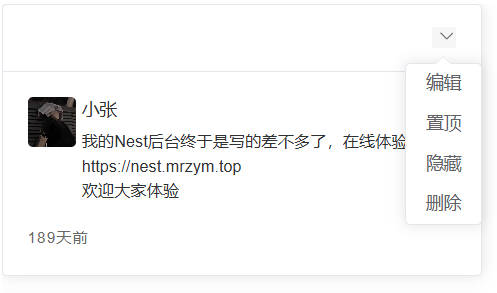 编辑
小张
置顶
我的Nest后台终于是写的差不多了，在线体验
https://nest.mrzym.top
隐藏
欢迎大家体验
删除
189天前